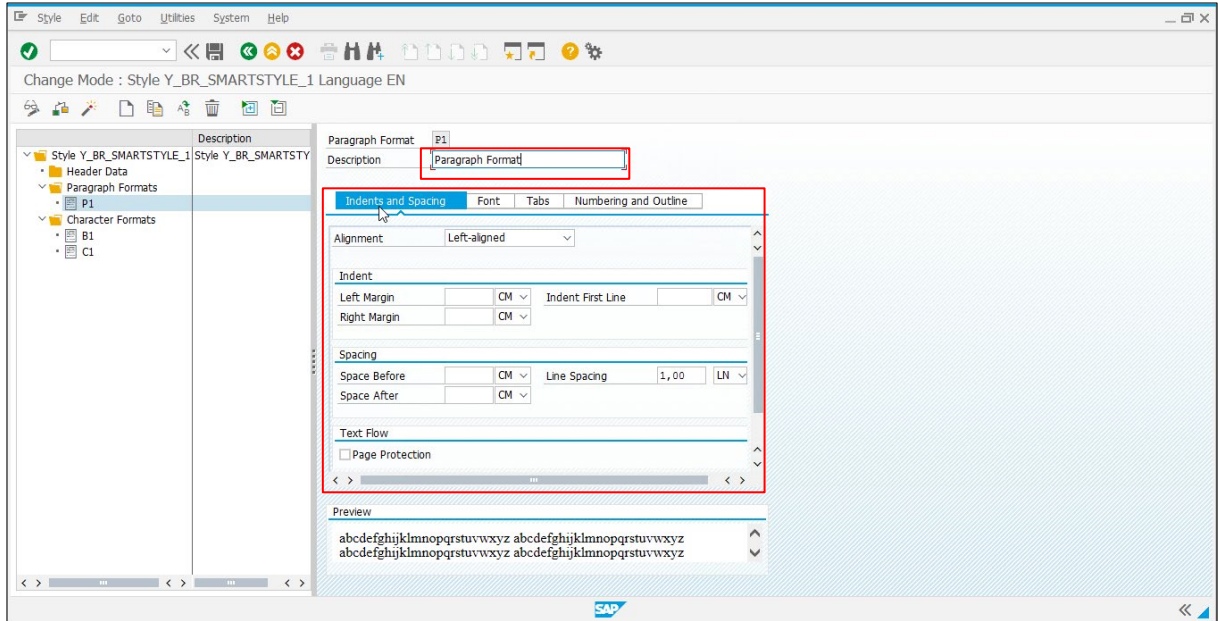 Style Edit Goto Utilities System Help
Change Mode : Style Y_BR_SMARTSTYLE_1 Language EN
Description
Style Y_BR_SMARTSTYLE_1 Style Y_BR_SMARTSTY
Header Data
Paragraph Formats
P1
Character Formats
B1
C1
Paragraph Format P1
Description Paragraph Format
Indents and Spacing Font Tabs Numbering and Outline
Alignment Left-aligned
Indent
Left Margin CM Indent First Line CM
Right Margin CM
Spacing
Space Before CM Line Spacing 1,00 LN
Space After CM
Text Flow
Page Protection
Preview
abcdefghijklmnopqrstuvwxyz abcdefghijklmnopqrstuvwxyz
abcdefghijklmnopqrstuvwxyz abcdefghijklmnopqrstuvwxyz
SAP